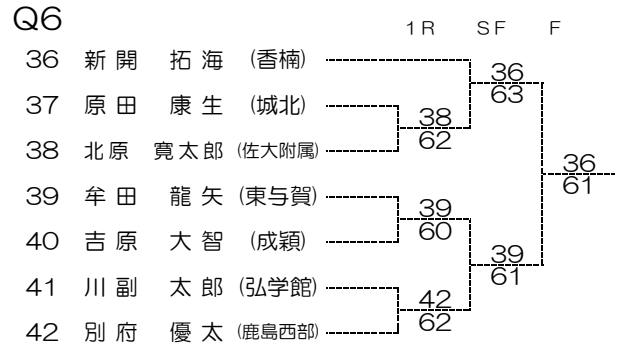 Q6
1R SF F
36 新開 拓海 (香楠)
36
63
37 原田 康生 (城北)
38
62
38 北原 寛太郎 (佐大附属)
36
61
39 牟田 龍矢 (東与賀)
39
60
40 吉原 大智 (成穎)
39
61
41 川副 太郎 (弘学館)
42
62
42 別府 優太 (鹿島西部)